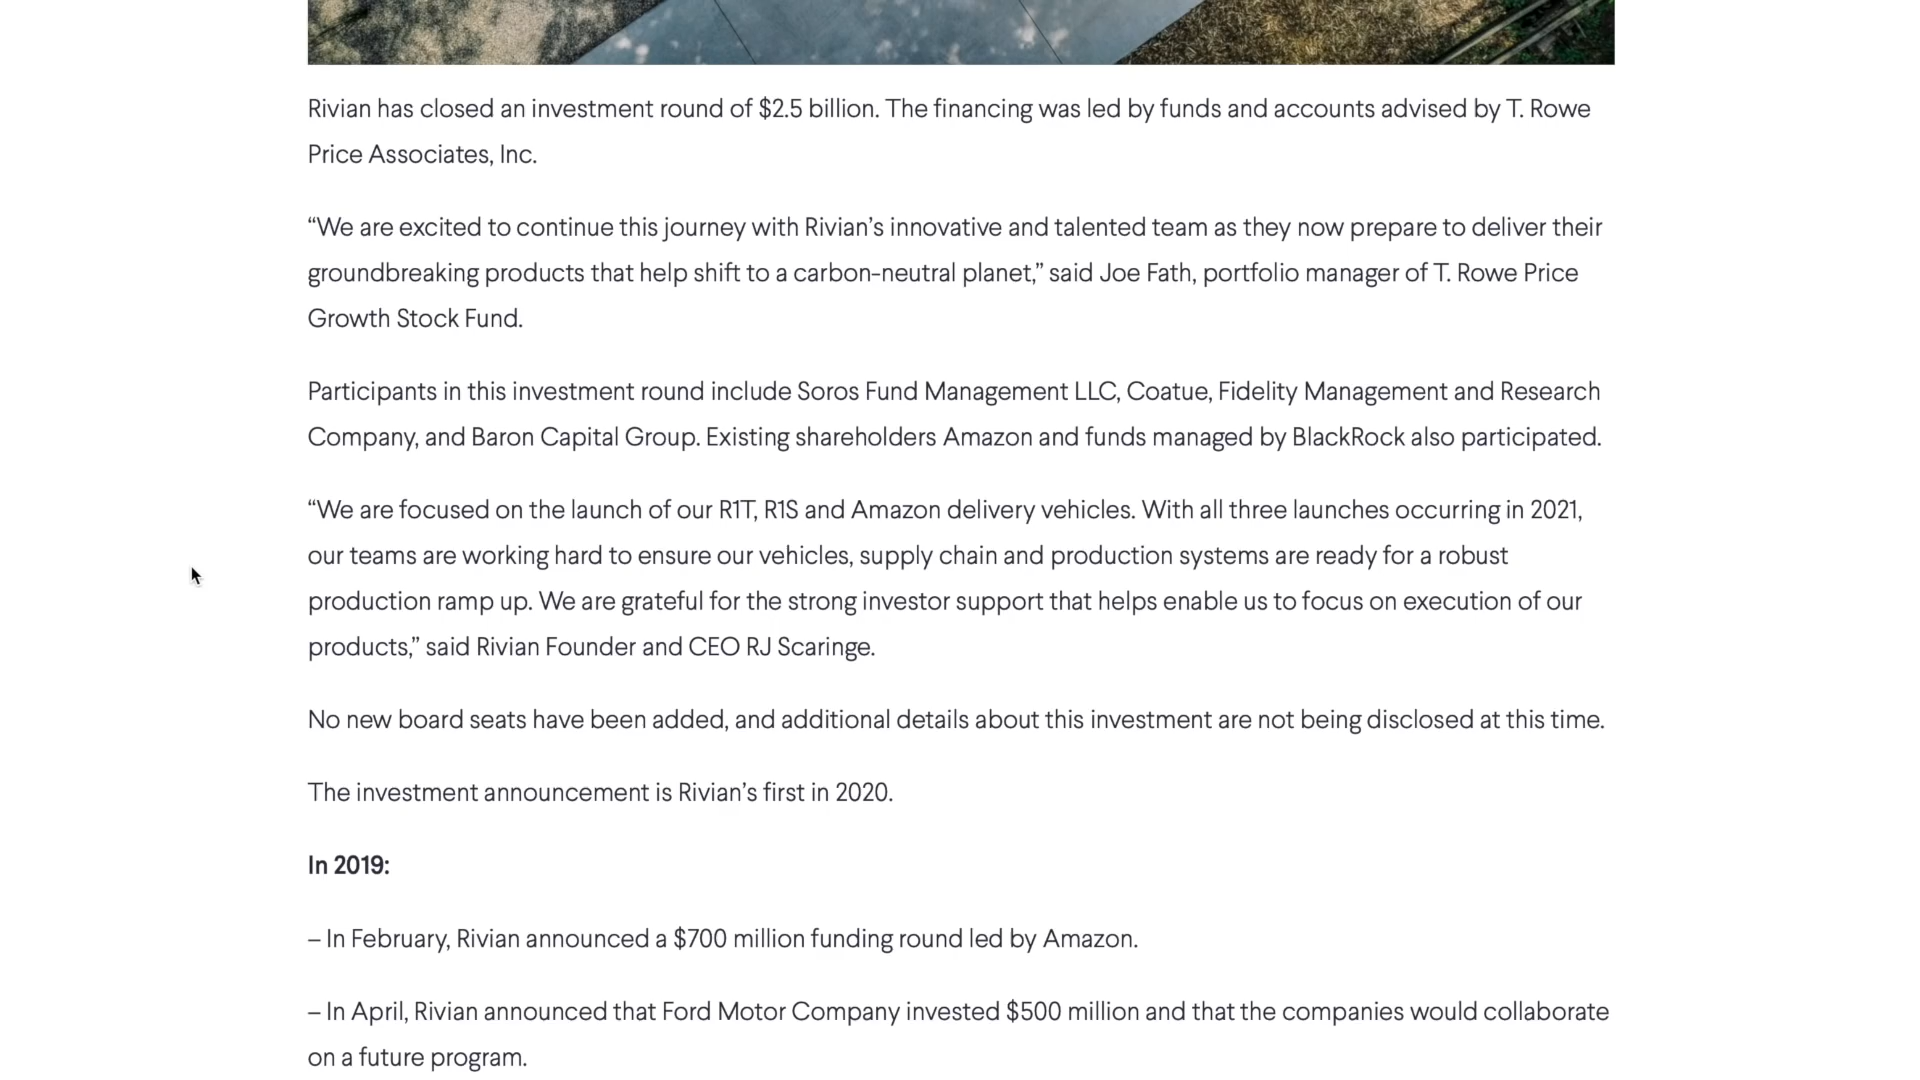 Rivian has closed an investment round of $2.5 billion. The financing was led by funds and accounts advised by T. Rowe
Price Associates, Inc.
“We are excited to continue this journey with Rivian’s innovative and talented team as they now prepare to deliver their
groundbreaking products that help shift to a carbon-neutral planet,” said Joe Fath, portfolio manager of T. Rowe Price
Growth Stock Fund.
Participants in this investment round include Soros Fund Management LLC, Coatue, Fidelity Management and Research
Company, and Baron Capital Group. Existing shareholders Amazon and funds managed by BlackRock also participated.
“We are focused on the launch of our R1T, R1S and Amazon delivery vehicles. With all three launches occurring in 2021,
our teams are working hard to ensure our vehicles, supply chain and production systems are ready for a robust
production ramp up. We are grateful for the strong investor support that helps enable us to focus on execution of our
products,” said Rivian Founder and CEO RJ Scaringe.
No new board seats have been added, and additional details about this investment are not being disclosed at this time.
The investment announcement is Rivian’s first in 2020.
In 2019:
– In February, Rivian announced a $700 million funding round led by Amazon.
– In April, Rivian announced that Ford Motor Company invested $500 million and that the companies would collaborate
on a future program.